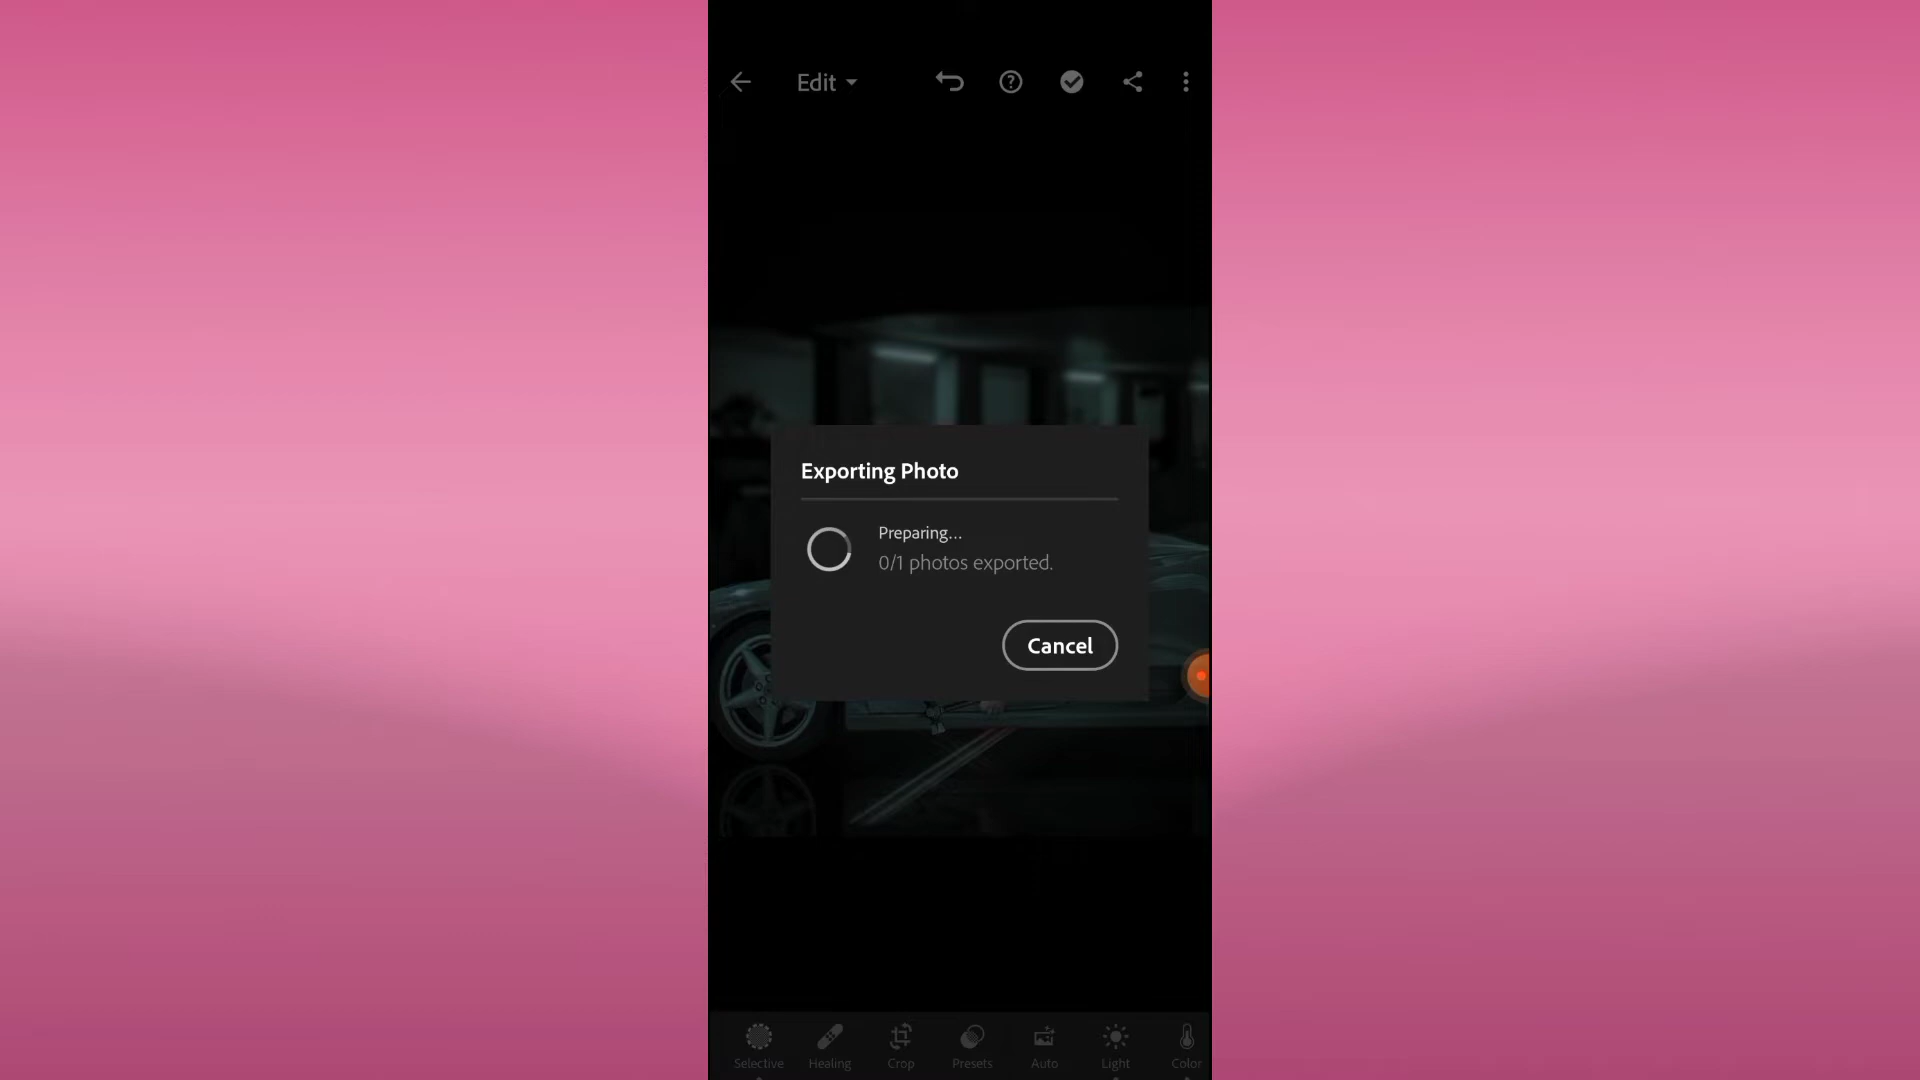 Edit
Exporting Photo
Preparing...
0/1 photos exported.
Cancel
Selective Healing Crop Presets Auto Light Color